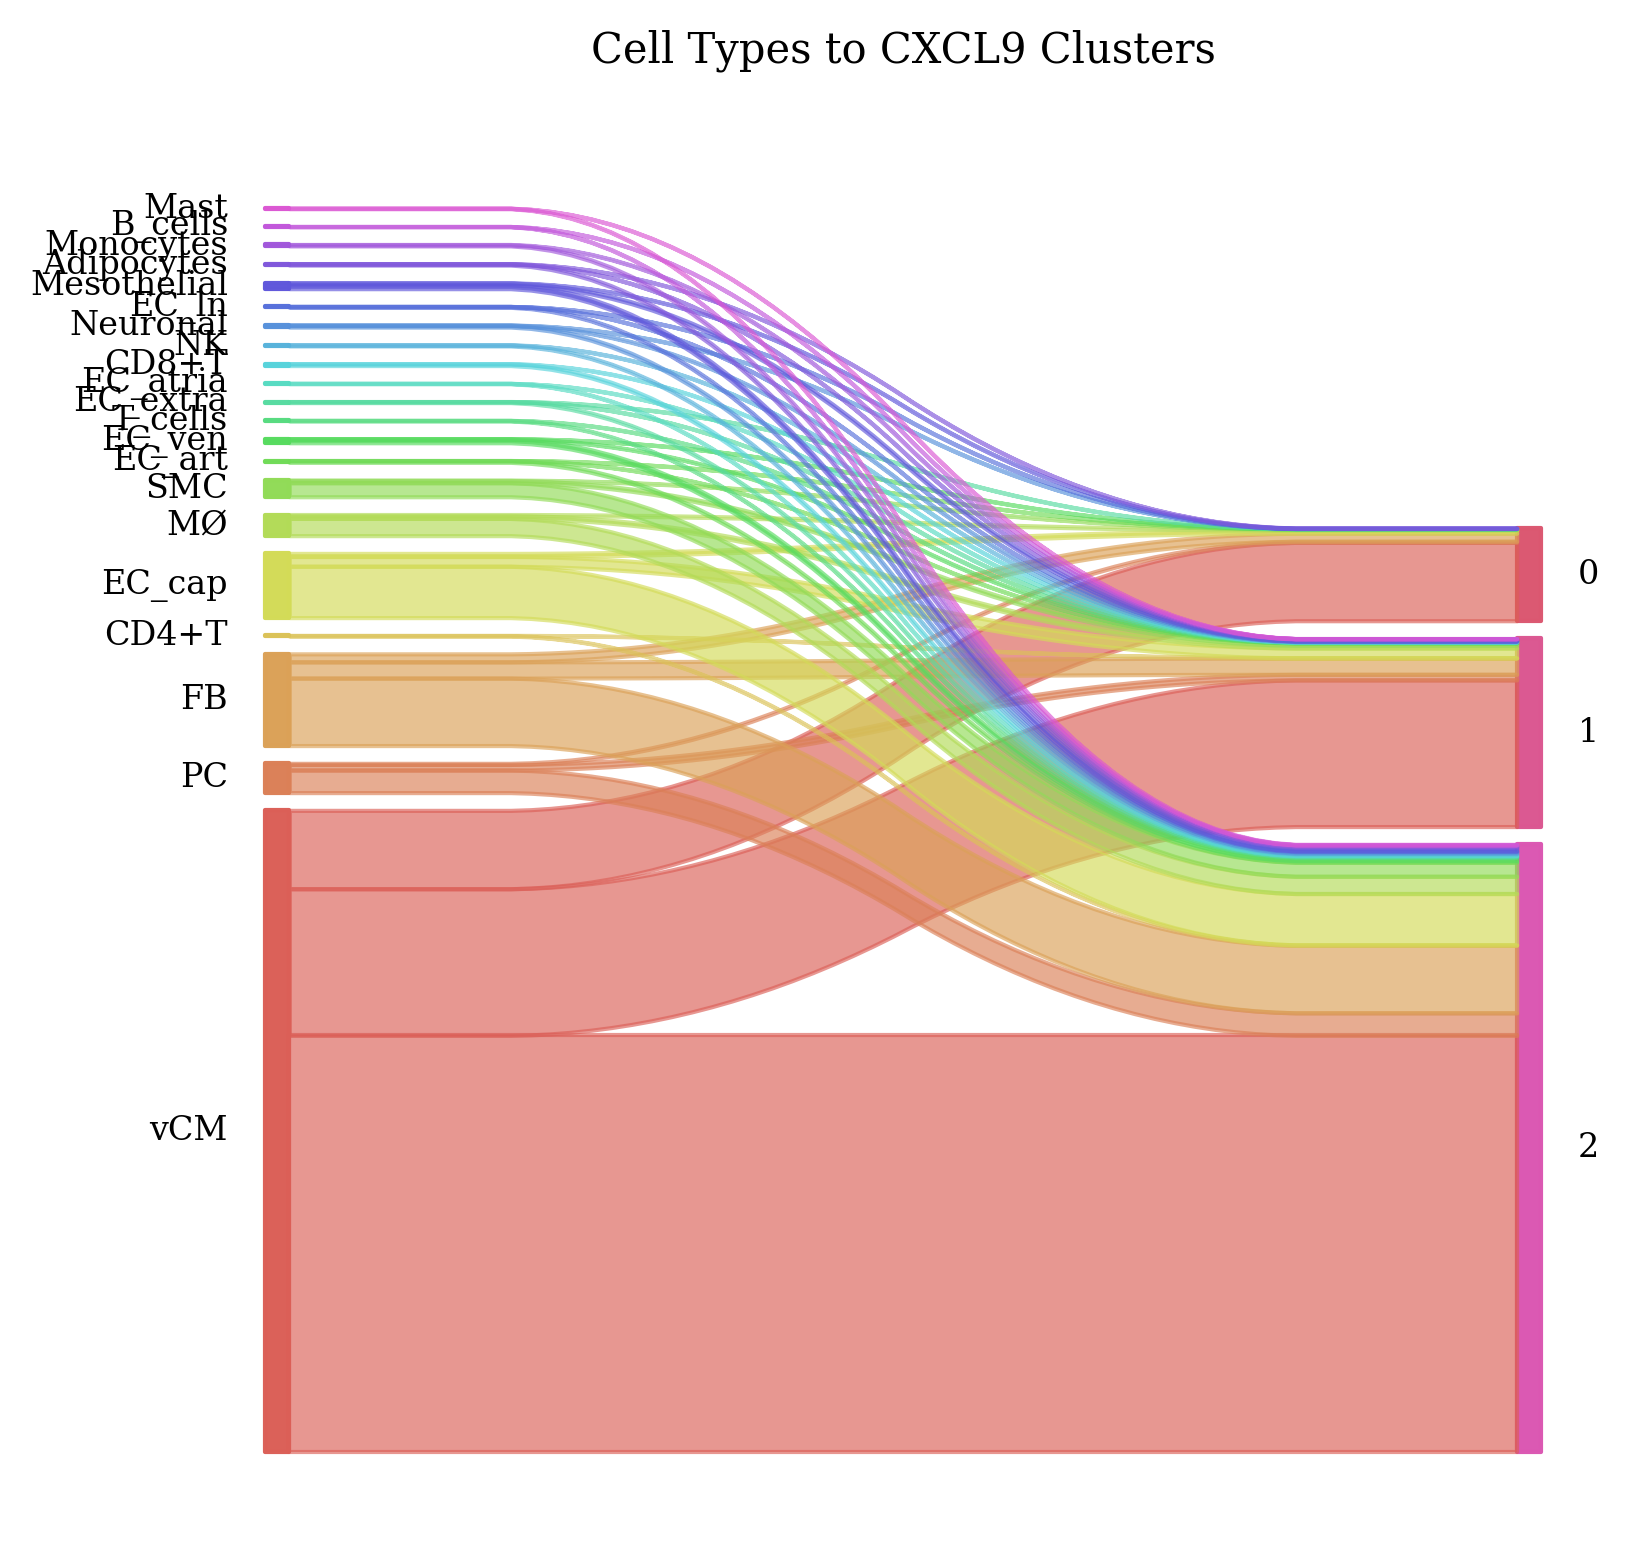 Cell Types to CXCL9 Clusters
Mast
B_cells
Monocytes
Adipocytes
Mesothelial
EC_ln
Neuronal
NK
CD8+T
EC_atria
EC_extra
T_cells
EC_ven
EC_art
SMC
MØ
EC_cap
CD4+T
FB
PC
vCM
0
1
2